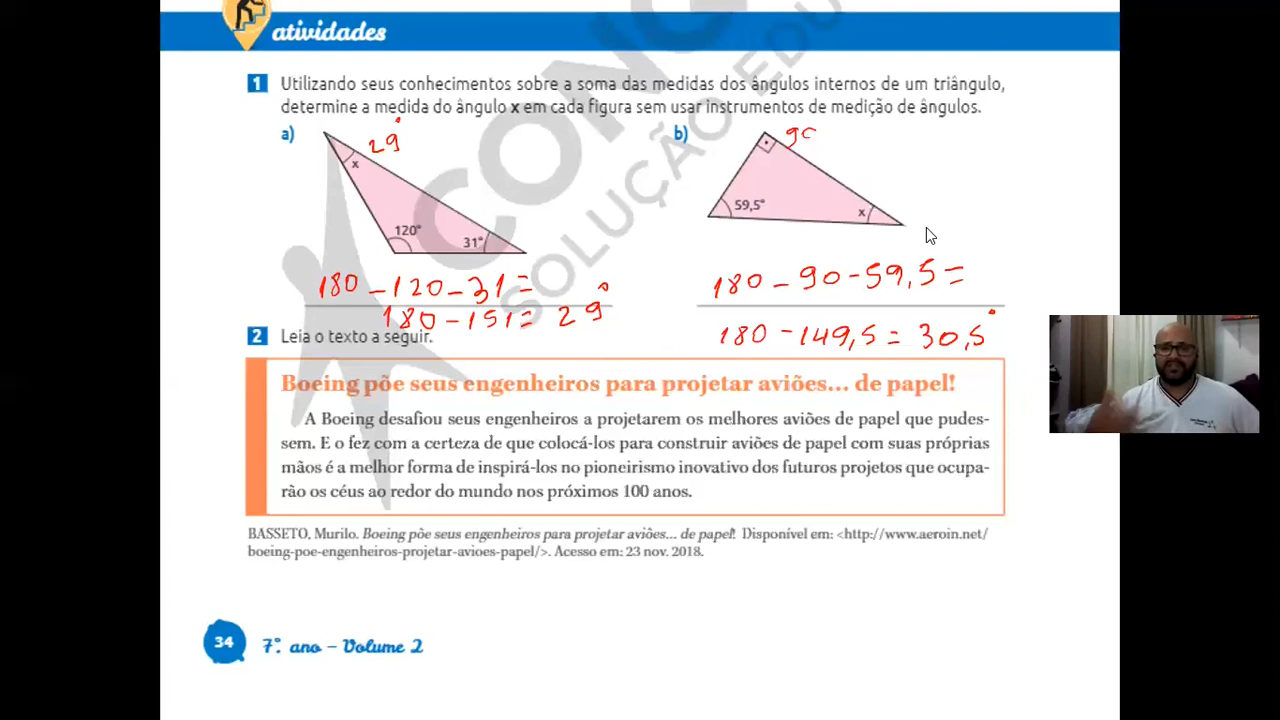 atividades
1 Utilizando seus conhecimentos sobre a soma das medidas dos ângulos internos de um triângulo,
determine a medida do ângulo x em cada figura sem usar instrumentos de medição de ângulos.
a)
29°
x
120°
31°
180 - 120 - 31 =
180 - 151 = 29°
b)
90
59,5°
x
180 - 90 - 59,5 =
180 - 149,5 = 30,5°
2 Leia o texto a seguir.
Boeing põe seus engenheiros para projetar aviões... de papel!
A Boeing desafiou seus engenheiros a projetarem os melhores aviões de papel que pudes-
sem. E o fez com a certeza de que colocá-los para construir aviões de papel com suas próprias
mãos é a melhor forma de inspirá-los no pioneirismo inovativo dos futuros projetos que ocupa-
rão os céus ao redor do mundo nos próximos 100 anos.
BASSETO, Murilo. Boeing põe seus engenheiros para projetar aviões... de papel! Disponível em: <http://www.aeroin.net/
boeing-poe-engenheiros-projetar-avioes-papel/>. Acesso em: 23 nov. 2018.
34 7º. ano – Volume 2
CONG
SOLUÇÃO EDU